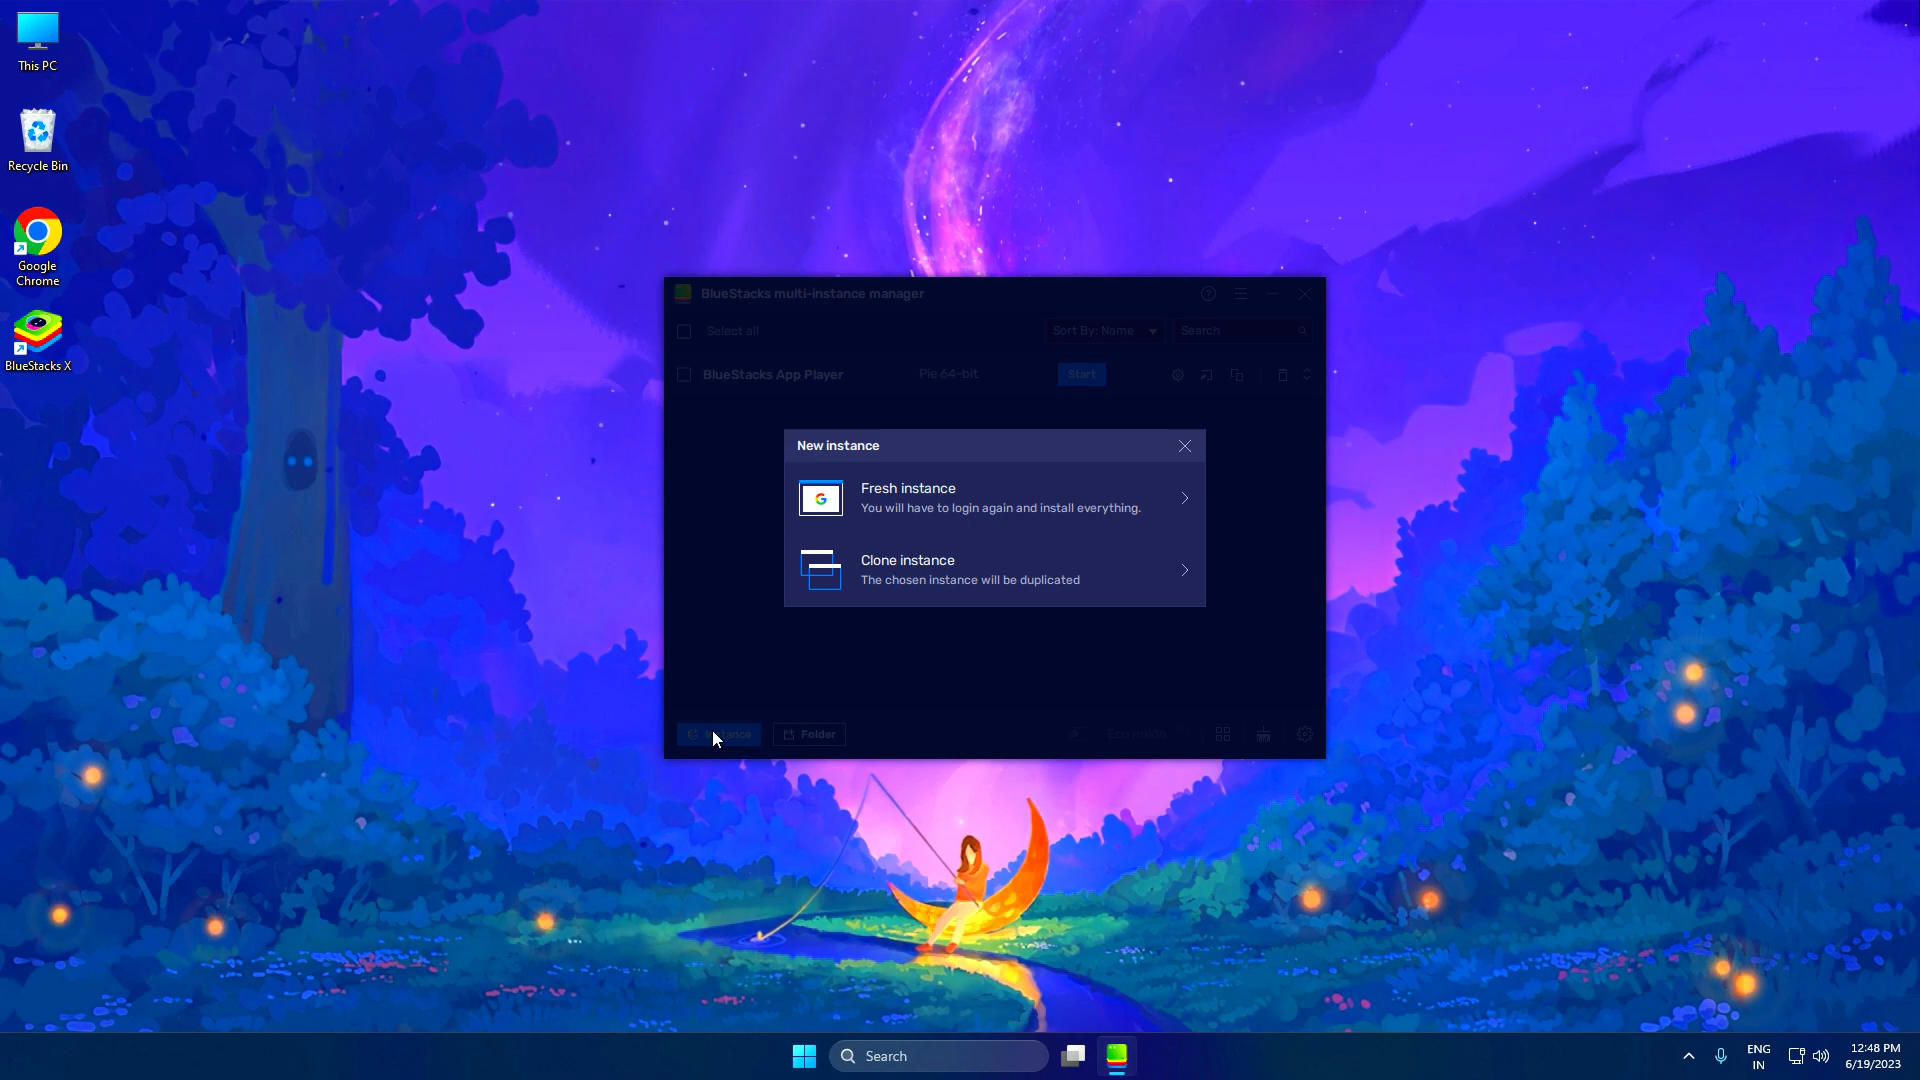 This PC
Recycle Bin
Google
Chrome
BlueStacks X
BlueStacks multi-instance manager
Select all
Sort By: Name
Search
BlueStacks App Player
Pie 64-bit
Start
New instance
Fresh instance
You will have to login again and install everything.
Clone instance
The chosen instance will be duplicated
Folder
Eco mode
Search
ENG
IN
12:48 PM
6/19/2023